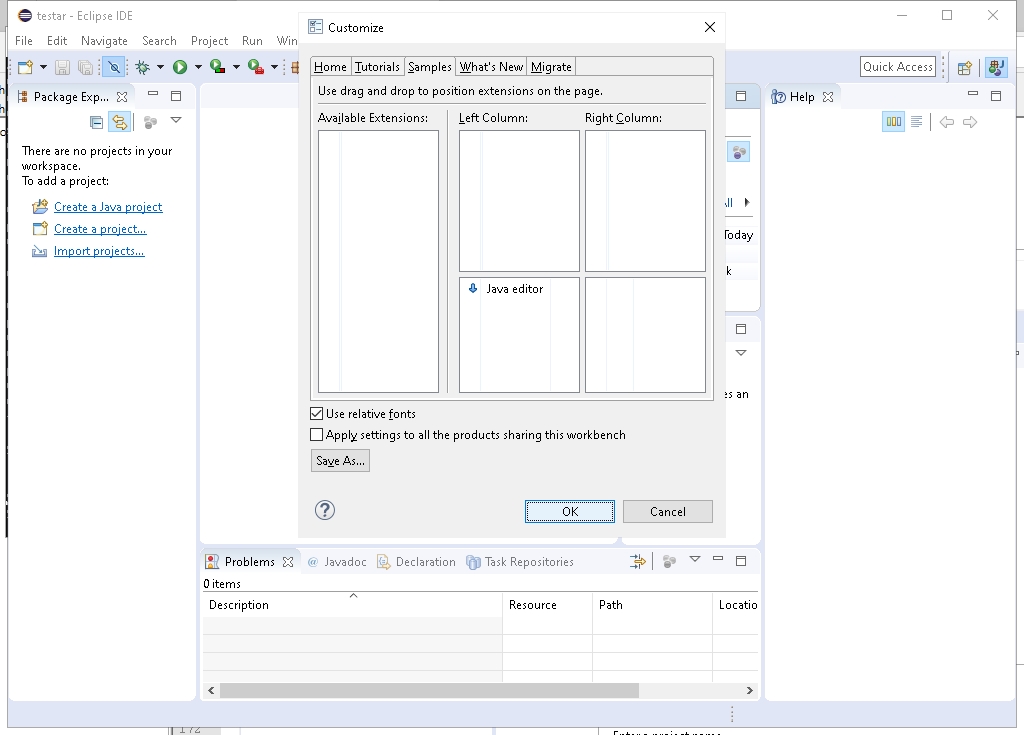 testar - Eclipse IDE
File Edit Navigate Search Project Run Win
Quick Access
Customize
Home Tutorials Samples What's New Migrate
Use drag and drop to position extensions on the page.
Available Extensions: Left Column: Right Column:
Java editor
Use relative fonts
Apply settings to all the products sharing this workbench
Save As...
OK Cancel
Package Exp...
There are no projects in your
workspace.
To add a project:
Create a Java project
Create a project...
Import projects...
Help
Today
es an
Problems @ Javadoc Declaration Task Repositories
0 items
Description Resource Path Locatio
172
Enter a project name